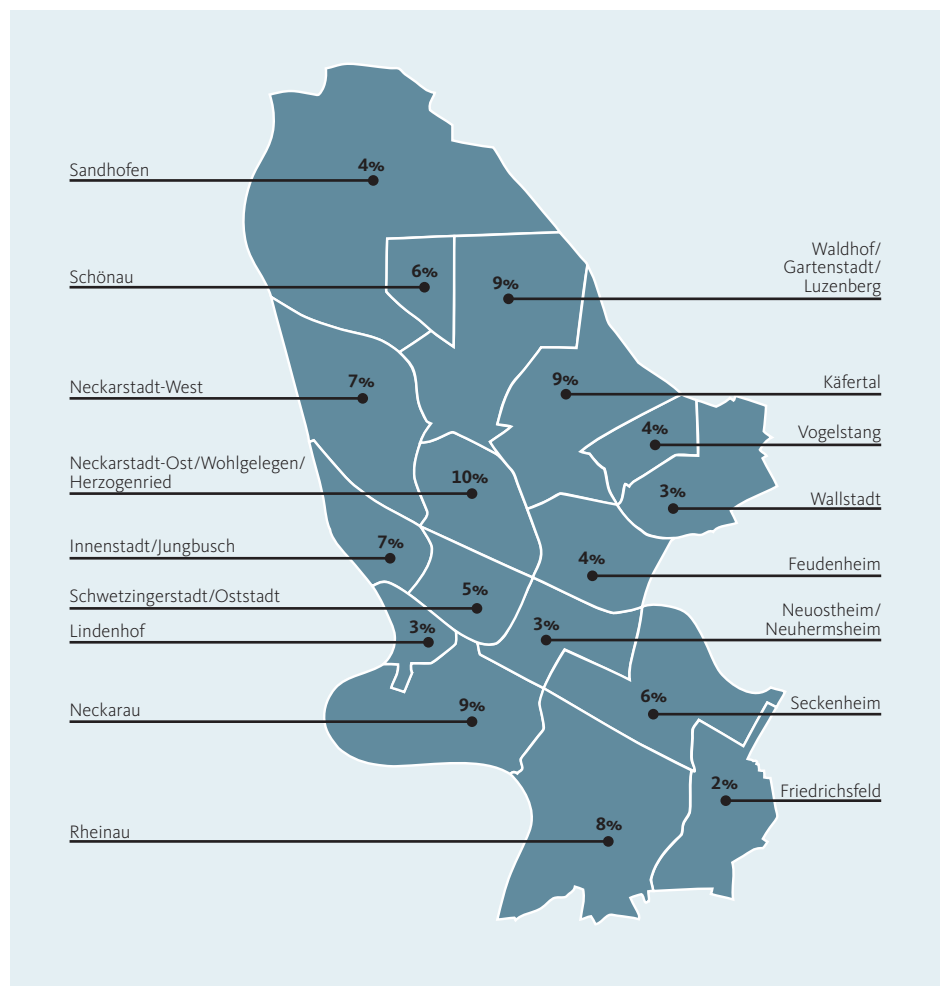 Sandhofen
4%
Schönau
6%
Waldhof/
Gartenstadt/
Luzenberg
9%
Neckarstadt-West
7%
Käfertal
9%
Vogelstang
4%
Neckarstadt-Ost/Wohlgelegen/
Herzogenried
10%
Wallstadt
3%
Innenstadt/Jungbusch
7%
Feudenheim
4%
Schwetzingerstadt/Oststadt
5%
Neuostheim/
Neuhermsheim
3%
Lindenhof
3%
Neckarau
9%
Seckenheim
6%
Friedrichsfeld
2%
Rheinau
8%